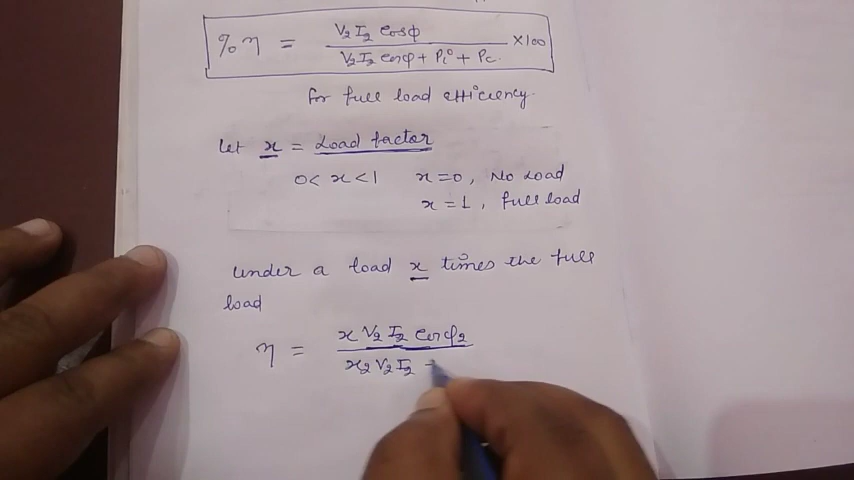 % η = V₂I₂ cosφ / V₂I₂ cosφ + Pi + Pc × 100
for full load efficiency.
Let x = Load factor
0 < x < 1 x = 0, No Load
x = 1, full load
under a load x times the full
load
η = x V₂ I₂ cosφ₂ / x₂ V₂ I₂ -